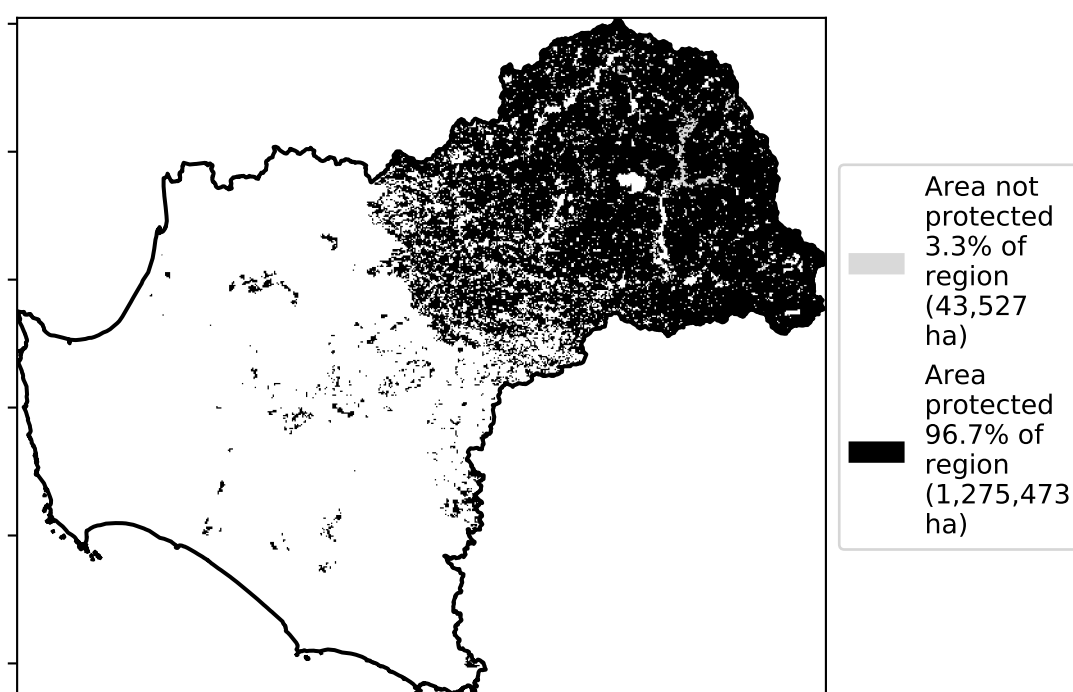 Area not
protected
3.3% of
region
(43,527
ha)
Area
protected
96.7% of
region
(1,275,473
ha)